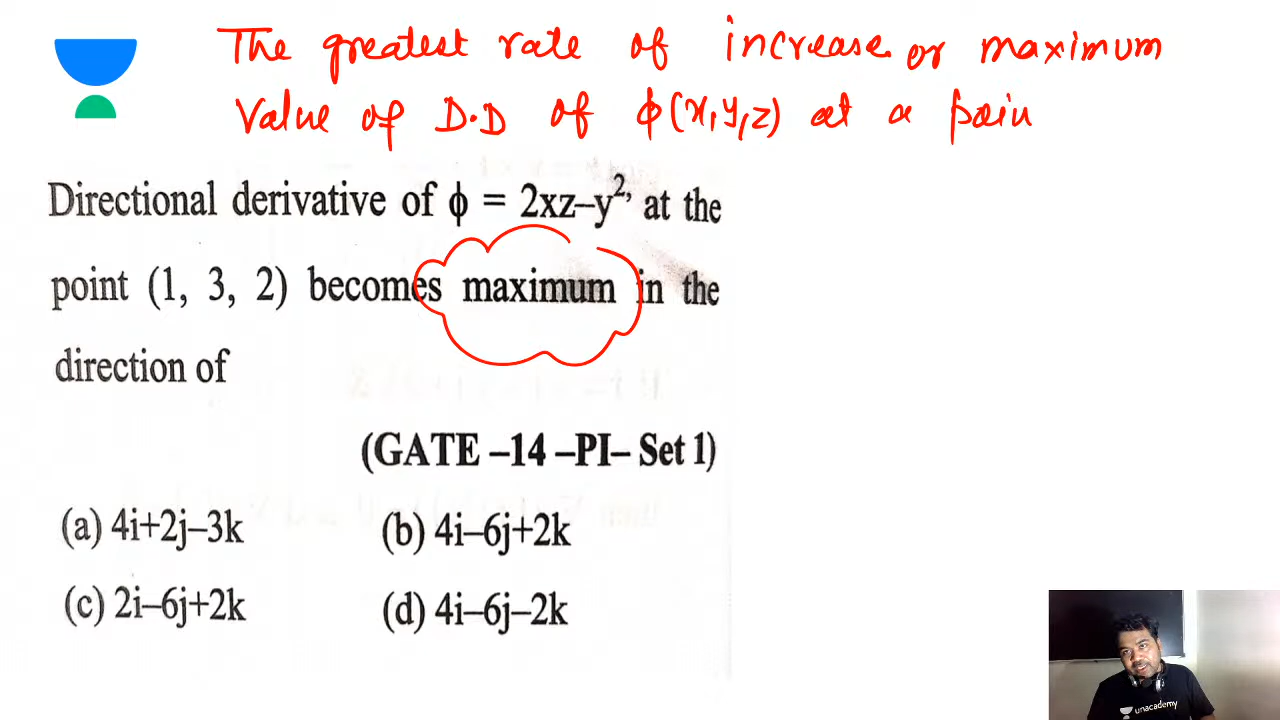 The greatest rate of increase or maximum
Value of D.D of ϕ(x,y,z) at a poin
Directional derivative of ϕ = 2xz–y², at the
point (1, 3, 2) becomes maximum in the
direction of
(GATE –14 –PI– Set 1)
(a) 4i+2j–3k (b) 4i–6j+2k
(c) 2i–6j+2k (d) 4i–6j–2k
unacademy